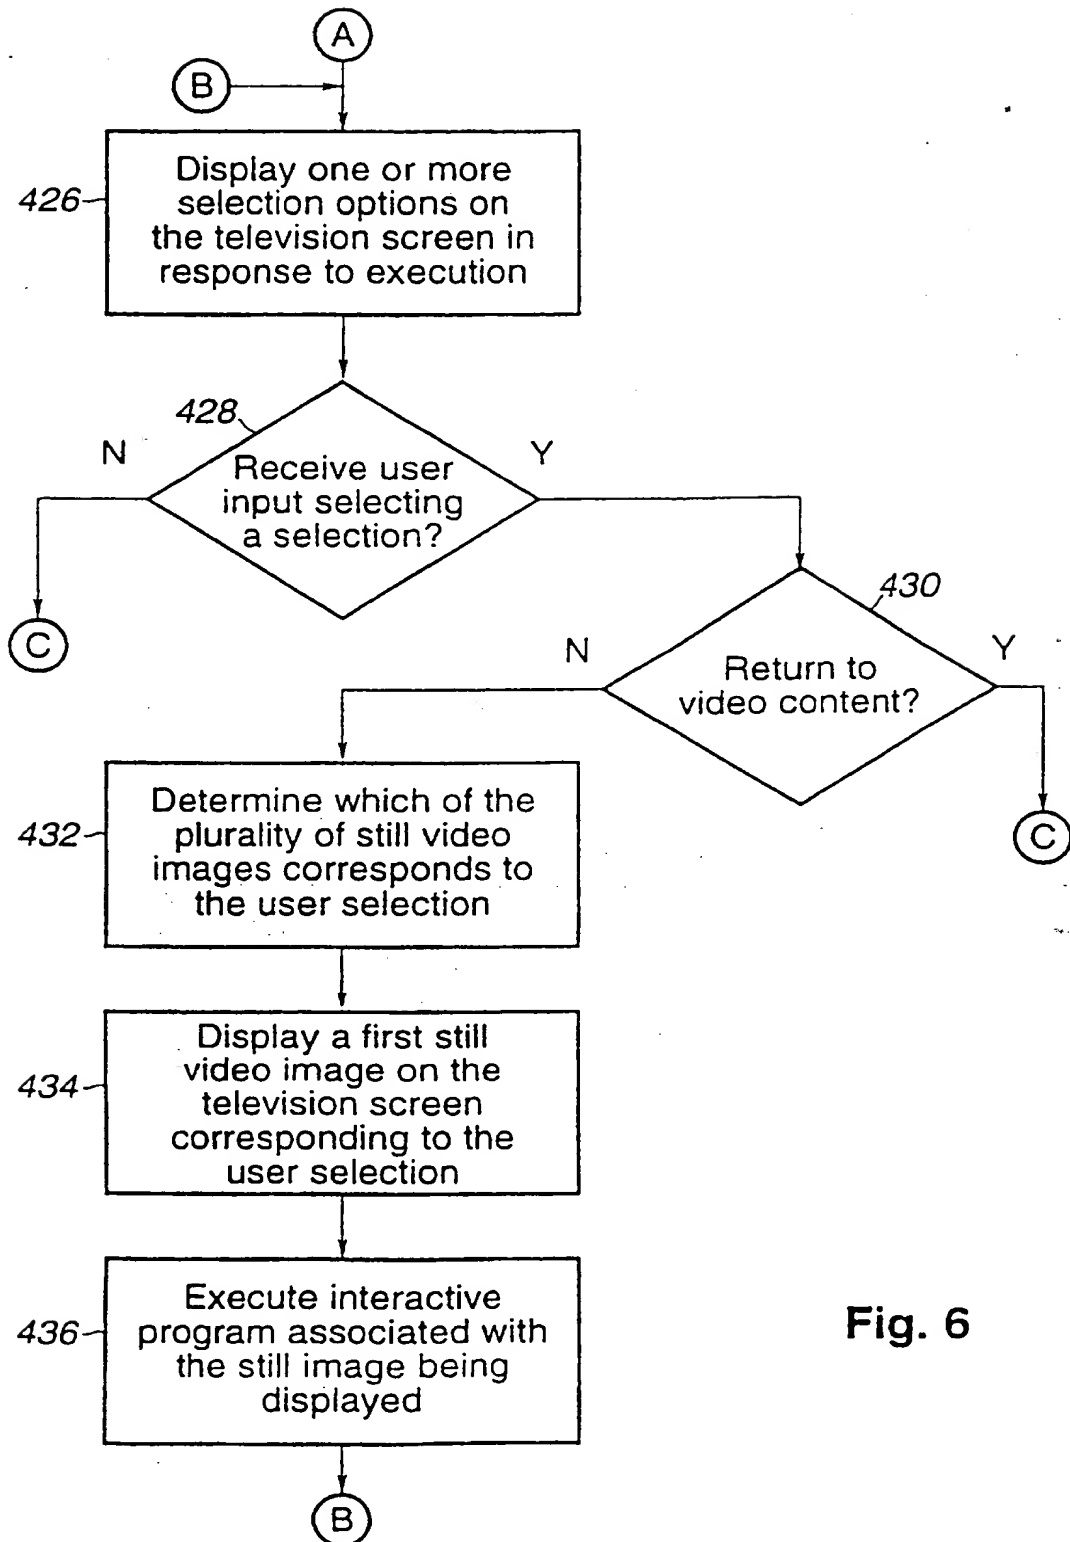 A
B
Display one or more
selection options on
the television screen in
response to execution
426
428
N
Y
Receive user
input selecting
a selection?
C
430
N
Y
Return to
video content?
C
Determine which of the
plurality of still video
images corresponds to
the user selection
432
Display a first still
video image on the
television screen
corresponding to the
user selection
434
Execute interactive
program associated with
the still image being
displayed
436
Fig. 6
B